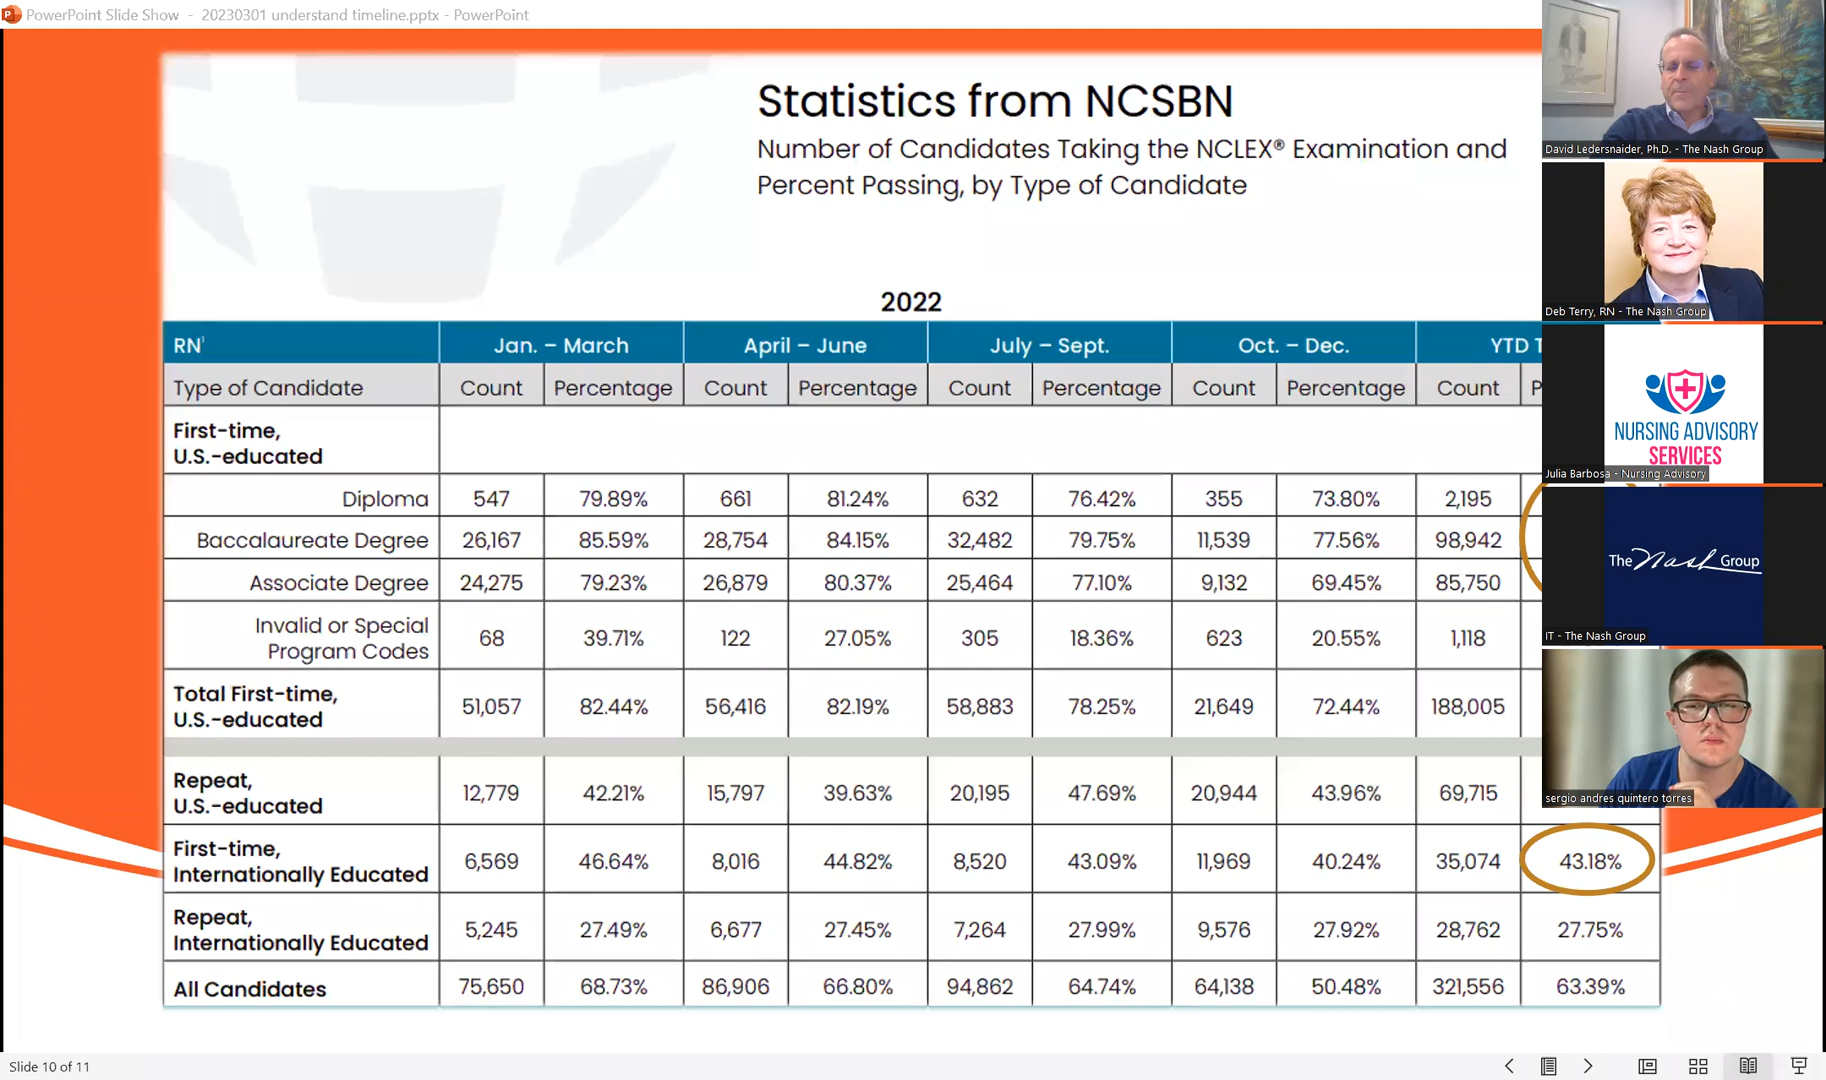 PowerPoint Slide Show - 20230301 understand timeline.pptx - PowerPoint
Statistics from NCSBN
Number of Candidates Taking the NCLEX® Examination and
Percent Passing, by Type of Candidate
2022
RN¹ Jan. – March April – June July – Sept. Oct. – Dec. YTD T
Type of Candidate Count Percentage Count Percentage Count Percentage Count Percentage Count P
First-time,
U.S.-educated
Diploma 547 79.89% 661 81.24% 632 76.42% 355 73.80% 2,195
Baccalaureate Degree 26,167 85.59% 28,754 84.15% 32,482 79.75% 11,539 77.56% 98,942
Associate Degree 24,275 79.23% 26,879 80.37% 25,464 77.10% 9,132 69.45% 85,750
Invalid or Special
Program Codes 68 39.71% 122 27.05% 305 18.36% 623 20.55% 1,118
Total First-time,
U.S.-educated 51,057 82.44% 56,416 82.19% 58,883 78.25% 21,649 72.44% 188,005
Repeat,
U.S.-educated 12,779 42.21% 15,797 39.63% 20,195 47.69% 20,944 43.96% 69,715
First-time,
Internationally Educated 6,569 46.64% 8,016 44.82% 8,520 43.09% 11,969 40.24% 35,074 43.18%
Repeat,
Internationally Educated 5,245 27.49% 6,677 27.45% 7,264 27.99% 9,576 27.92% 28,762 27.75%
All Candidates 75,650 68.73% 86,906 66.80% 94,862 64.74% 64,138 50.48% 321,556 63.39%
David Ledersnaider, Ph.D. - The Nash Group
Deb Terry, RN - The Nash Group
NURSING ADVISORY
SERVICES
Julia Barbosa - Nursing Advisory
The Nash Group
IT - The Nash Group
sergio andres quintero torres
Slide 10 of 11